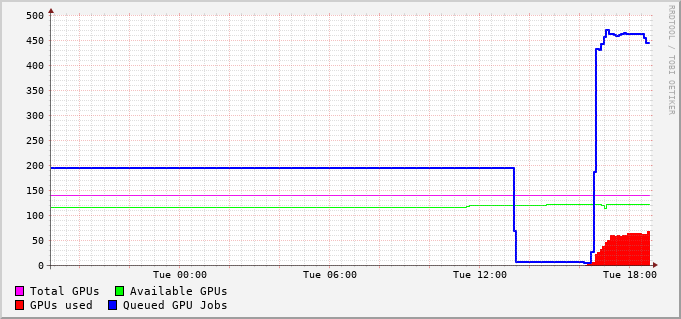 500
450
400
350
300
250
200
150
100
50
0
Tue 00:00 Tue 06:00 Tue 12:00 Tue 18:00
Total GPUs Available GPUs
GPUs used Queued GPU Jobs
RRDTOOL / TOBI OETIKER